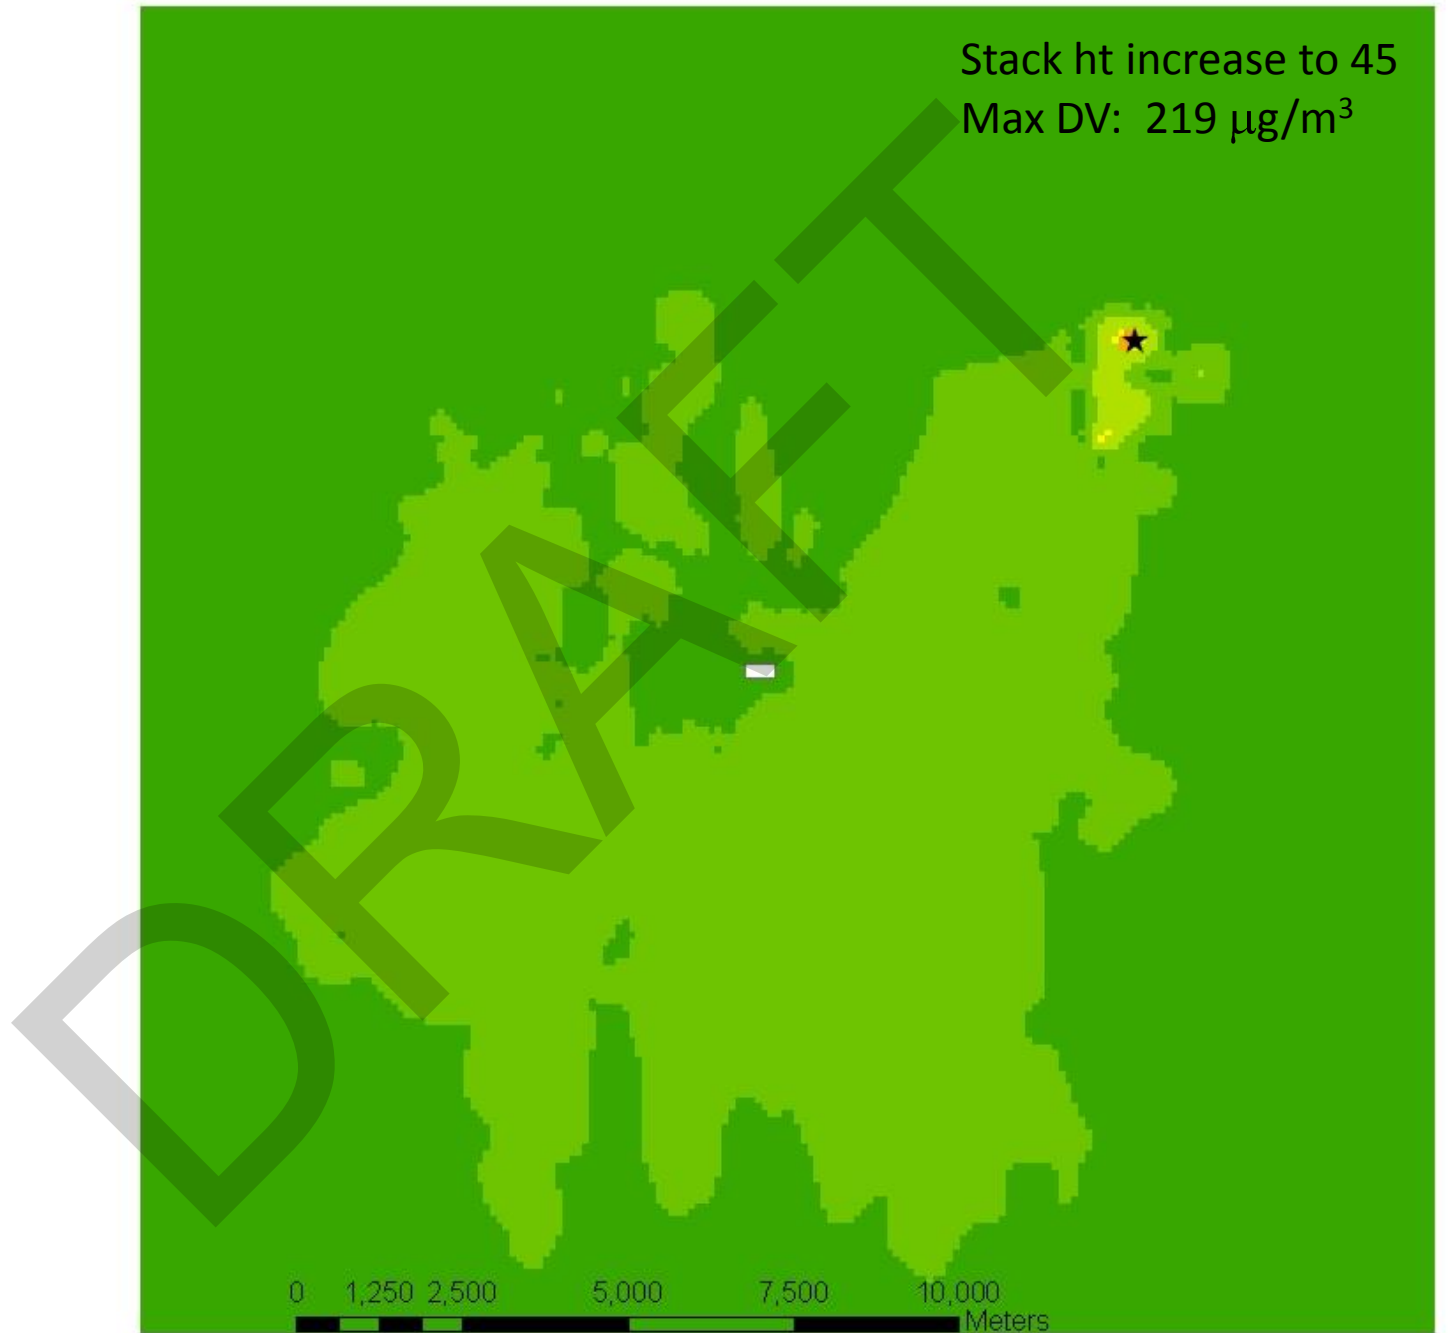 Stack ht increase to 45
Max DV: 219 μg/m³
DRAFT
0 1,250 2,500 5,000 7,500 10,000
Meters